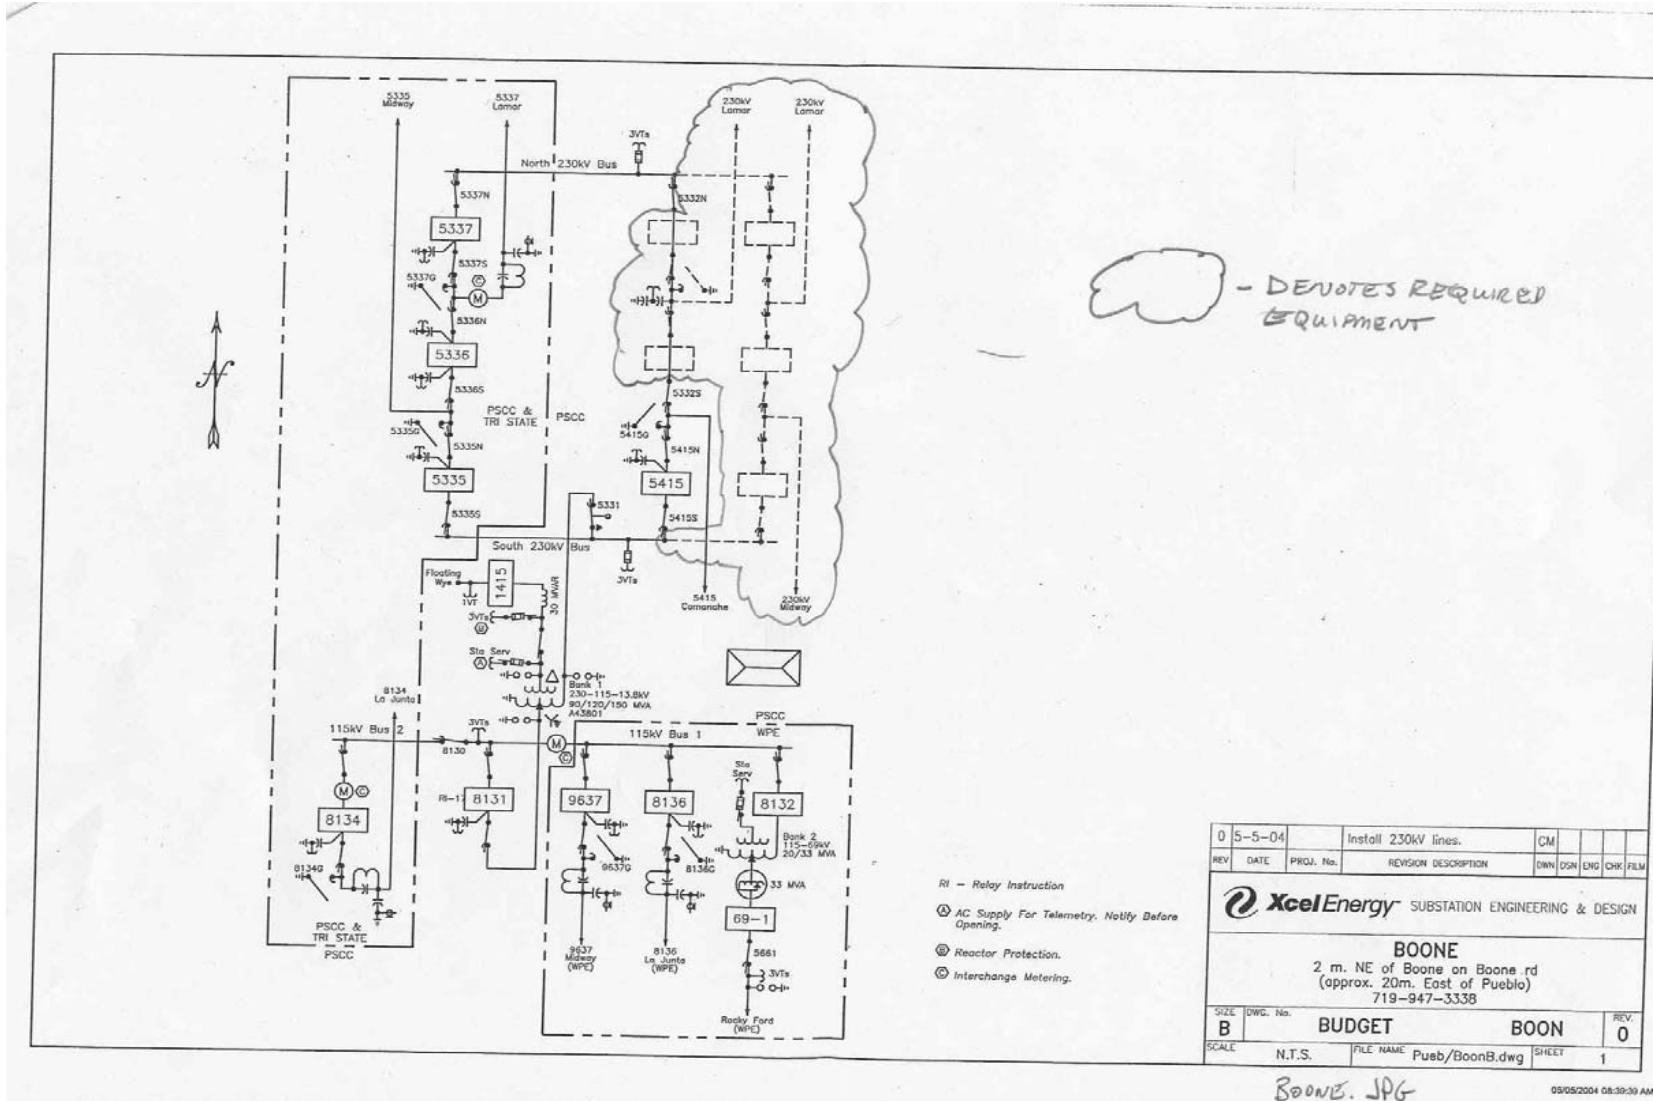 5335
Midway
5337
Lamar
230kV
Lamar
230kV
Lamar
3VTs
North 230kV Bus
5337N
5332N
5337
5337S
5337G
C
M
5336N
5336
5336S
5332S
PSCC &
TRI STATE
PSCC
5335G
5335N
5415G
5415N
5335
5415
5335S
5331
5415S
South 230kV Bus
3VTs
Floating
Wye
1VT
1415
30 MVAR
5415
Comanche
230kV
Midway
3VTs
B
Sta Serv
A
Bank 1
230-115-13.8kV
90/120/150 MVA
A43801
8134
La Junta
PSCC
WPE
115kV Bus 2
3VTs
8130
M
C
115kV Bus 1
Sta
Serv
M C
RI-17
8131
9637
8136
8132
8134
8134G
9637G
8136G
Bank 2
115-69kV
20/33 MVA
33 MVA
69-1
5661
3VTs
PSCC &
TRI STATE
PSCC
9637
Midway
(WPE)
8136
La Junta
(WPE)
Rocky Ford
(WPE)
N
- DENOTES REQUIRED
EQUIPMENT
RI - Relay Instruction
A AC Supply For Telemetry. Notify Before
Opening.
B Reactor Protection.
C Interchange Metering.
0 5-5-04 Install 230kV lines. CM
REV DATE PROJ. No. REVISION DESCRIPTION DWN DSN ENG CHK FILM
Xcel Energy SUBSTATION ENGINEERING & DESIGN
BOONE
2 m. NE of Boone on Boone rd
(approx. 20m. East of Pueblo)
719-947-3338
SIZE DWG. No. REV.
B BUDGET BOON 0
SCALE N.T.S. FILE NAME Pueb/BoonB.dwg SHEET 1
BOONE. JPG
05/05/2004 08:39:39 AM